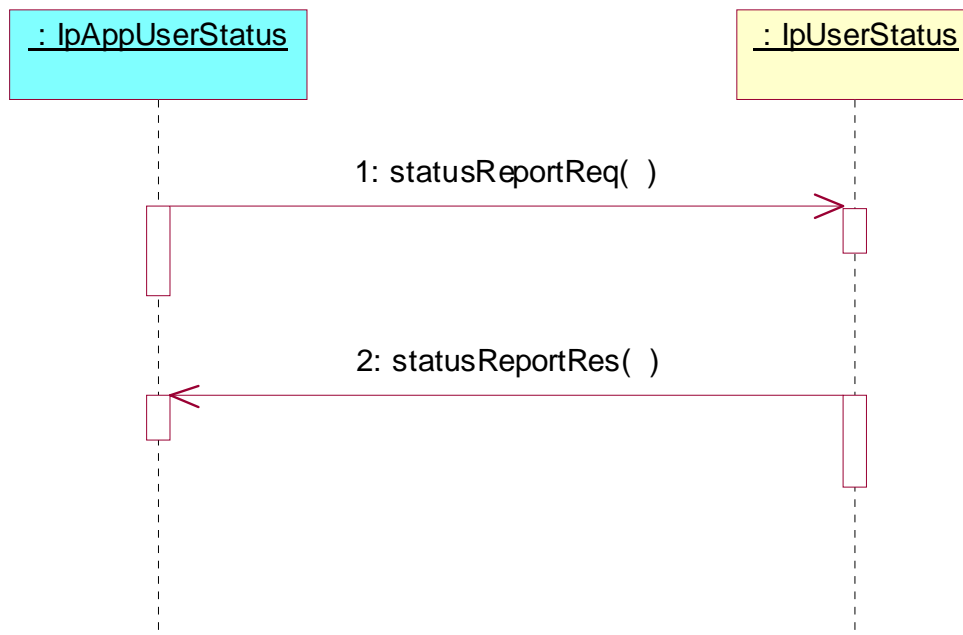 : IpAppUserStatus
: IpUserStatus
1: statusReportReq( )
2: statusReportRes( )